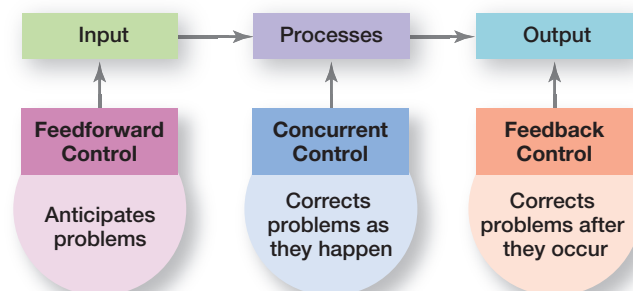 Input
Processes
Output
Feedforward
Control
Concurrent
Control
Feedback
Control
Anticipates
problems
Corrects
problems as
they happen
Corrects
problems after
they occur